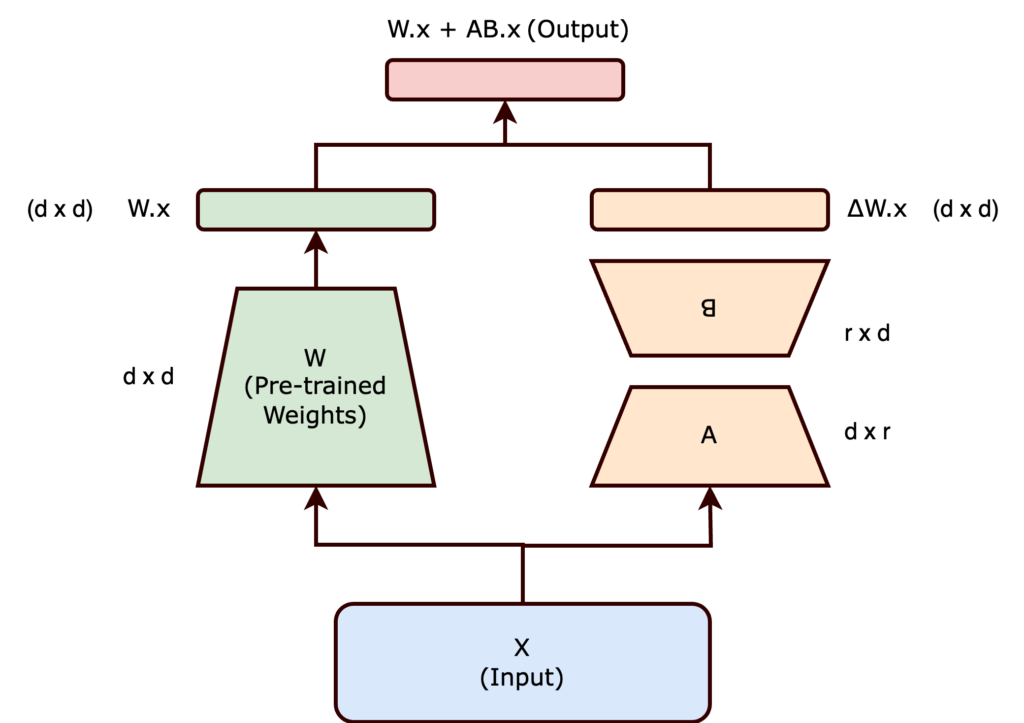 W.x + AB.x (Output)
(d x d) W.x
ΔW.x (d x d)
B
r x d
W
(Pre-trained
Weights)
d x d
A
d x r
X
(Input)